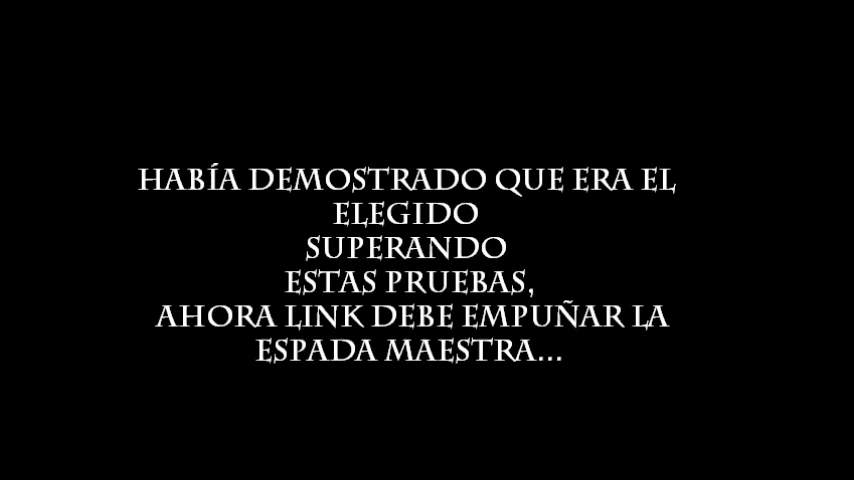 HABÍA DEMOSTRADO QUE ERA EL
ELEGIDO
SUPERANDO
ESTAS PRUEBAS,
AHORA LINK DEBE EMPUÑAR LA
ESPADA MAESTRA...